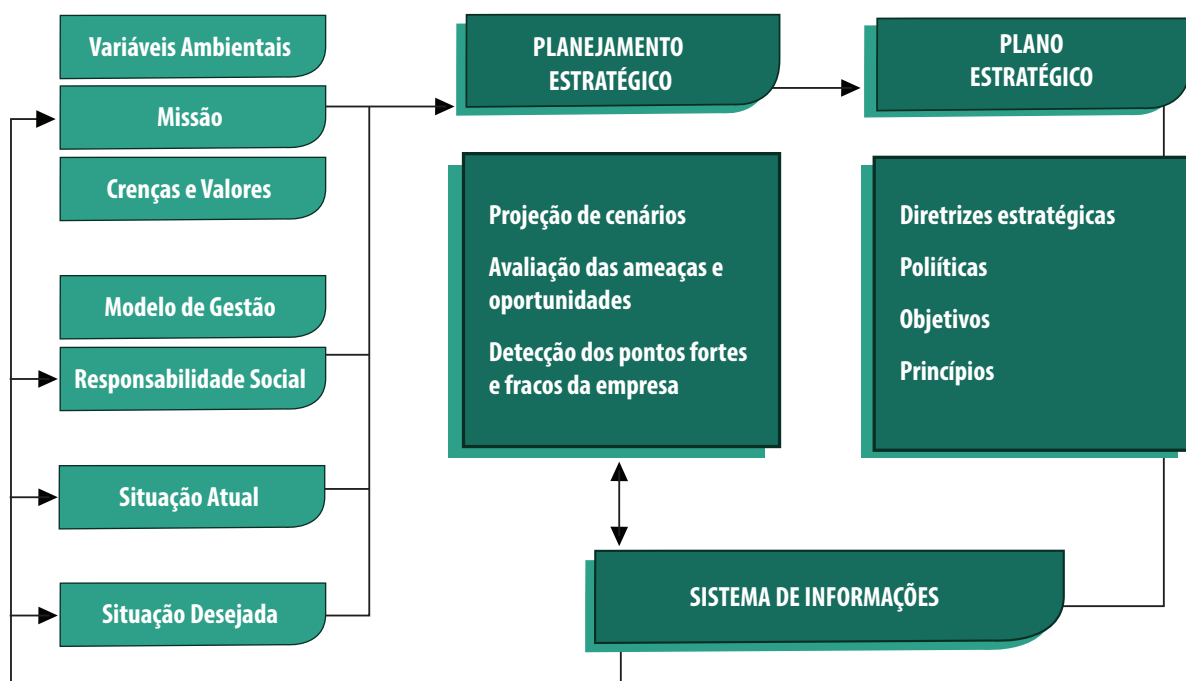 Variáveis Ambientais
Missão
Crenças e Valores
Modelo de Gestão
Responsabilidade Social
Situação Atual
Situação Desejada
PLANEJAMENTO
ESTRATÉGICO
Projeção de cenários
Avaliação das ameaças e
oportunidades
Detecção dos pontos fortes
e fracos da empresa
PLANO
ESTRATÉGICO
Diretrizes estratégicas
Poliíticas
Objetivos
Princípios
SISTEMA DE INFORMAÇÕES